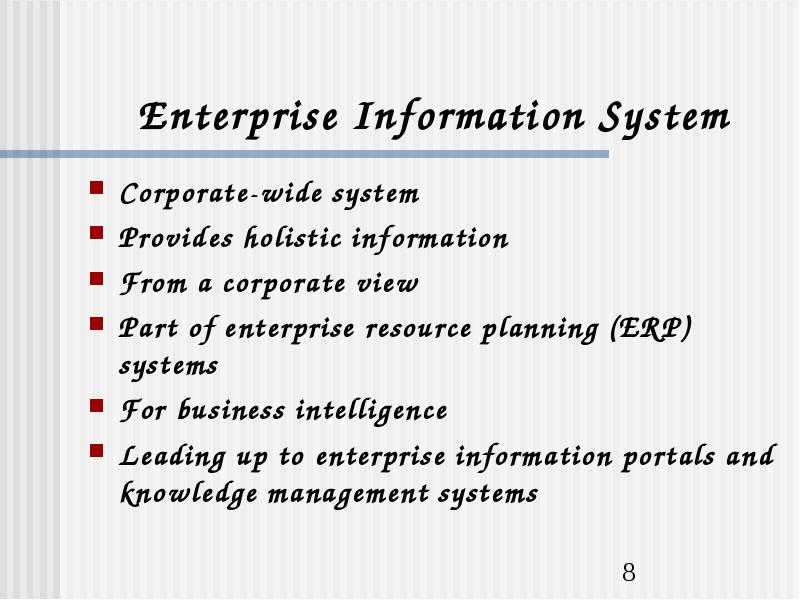 Enterprise Information System
Corporate-wide system
Provides holistic information
From a corporate view
Part of enterprise resource planning (ERP)
systems
For business intelligence
Leading up to enterprise information portals and
knowledge management systems
8